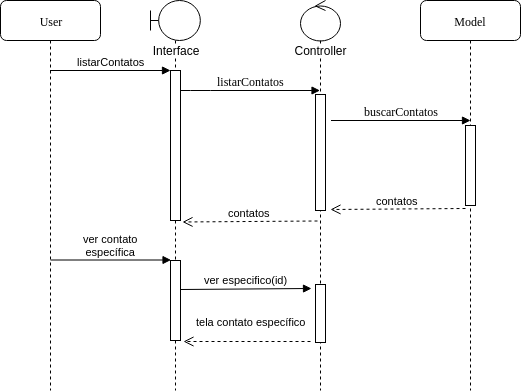 User
Interface
Controller
Model
listarContatos
listarContatos
buscarContatos
contatos
contatos
ver contato
específica
ver especifico(id)
tela contato específico